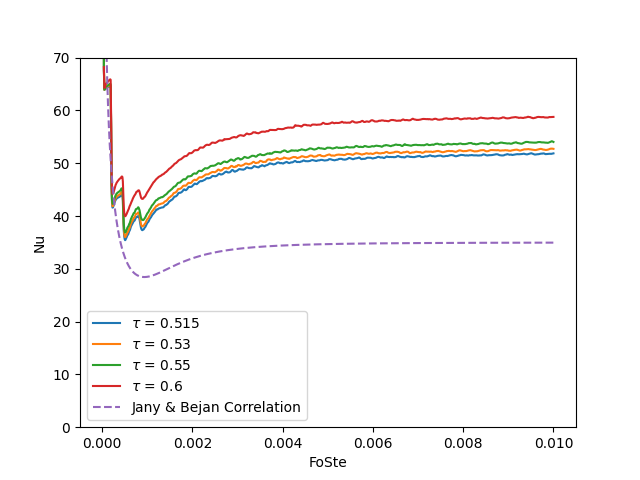 70
60
50
40
30
20
10
0
Nu
τ = 0.515
τ = 0.53
τ = 0.55
τ = 0.6
Jany & Bejan Correlation
0.000 0.002 0.004 0.006 0.008 0.010
FoSte